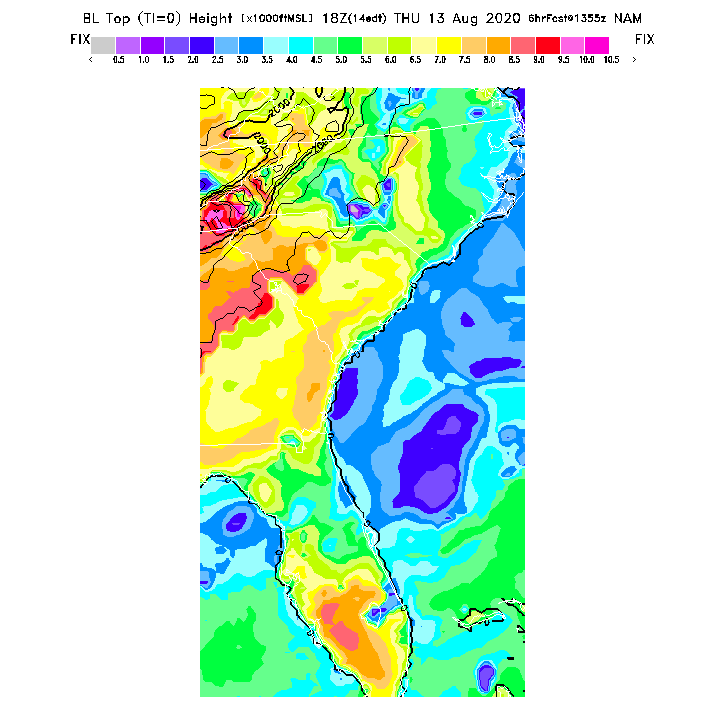 BL Top (TI=0) Height [x1000ftMSL] 18Z(14edt) THU 13 Aug 2020 6hrFcst@1355z NAM
FIX FIX
< 0.5 1.0 1.5 2.0 2.5 3.0 3.5 4.0 4.5 5.0 5.5 6.0 6.5 7.0 7.5 8.0 8.5 9.0 9.5 10.0 10.5 >
2000
2000
2000